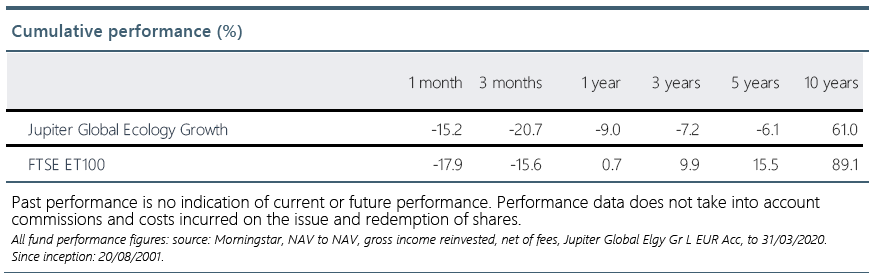 Cumulative performance (%)
1 month 3 months 1 year 3 years 5 years 10 years
Jupiter Global Ecology Growth -15.2 -20.7 -9.0 -7.2 -6.1 61.0
FTSE ET100 -17.9 -15.6 0.7 9.9 15.5 89.1
Past performance is no indication of current or future performance. Performance data does not take into account
commissions and costs incurred on the issue and redemption of shares.
All fund performance figures: source: Morningstar, NAV to NAV, gross income reinvested, net of fees, Jupiter Global Elgy Gr L EUR Acc, to 31/03/2020.
Since inception: 20/08/2001.